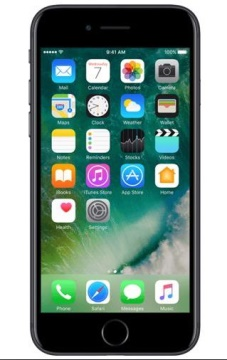 9:41 AM 100%
Wednesday
7
Mail Calendar Photos Camera
Maps Clock Weather Wallet
Notes Reminders Stocks Videos
iBooks iTunes Store App Store Home
Health Settings
Phone Safari Messages Music